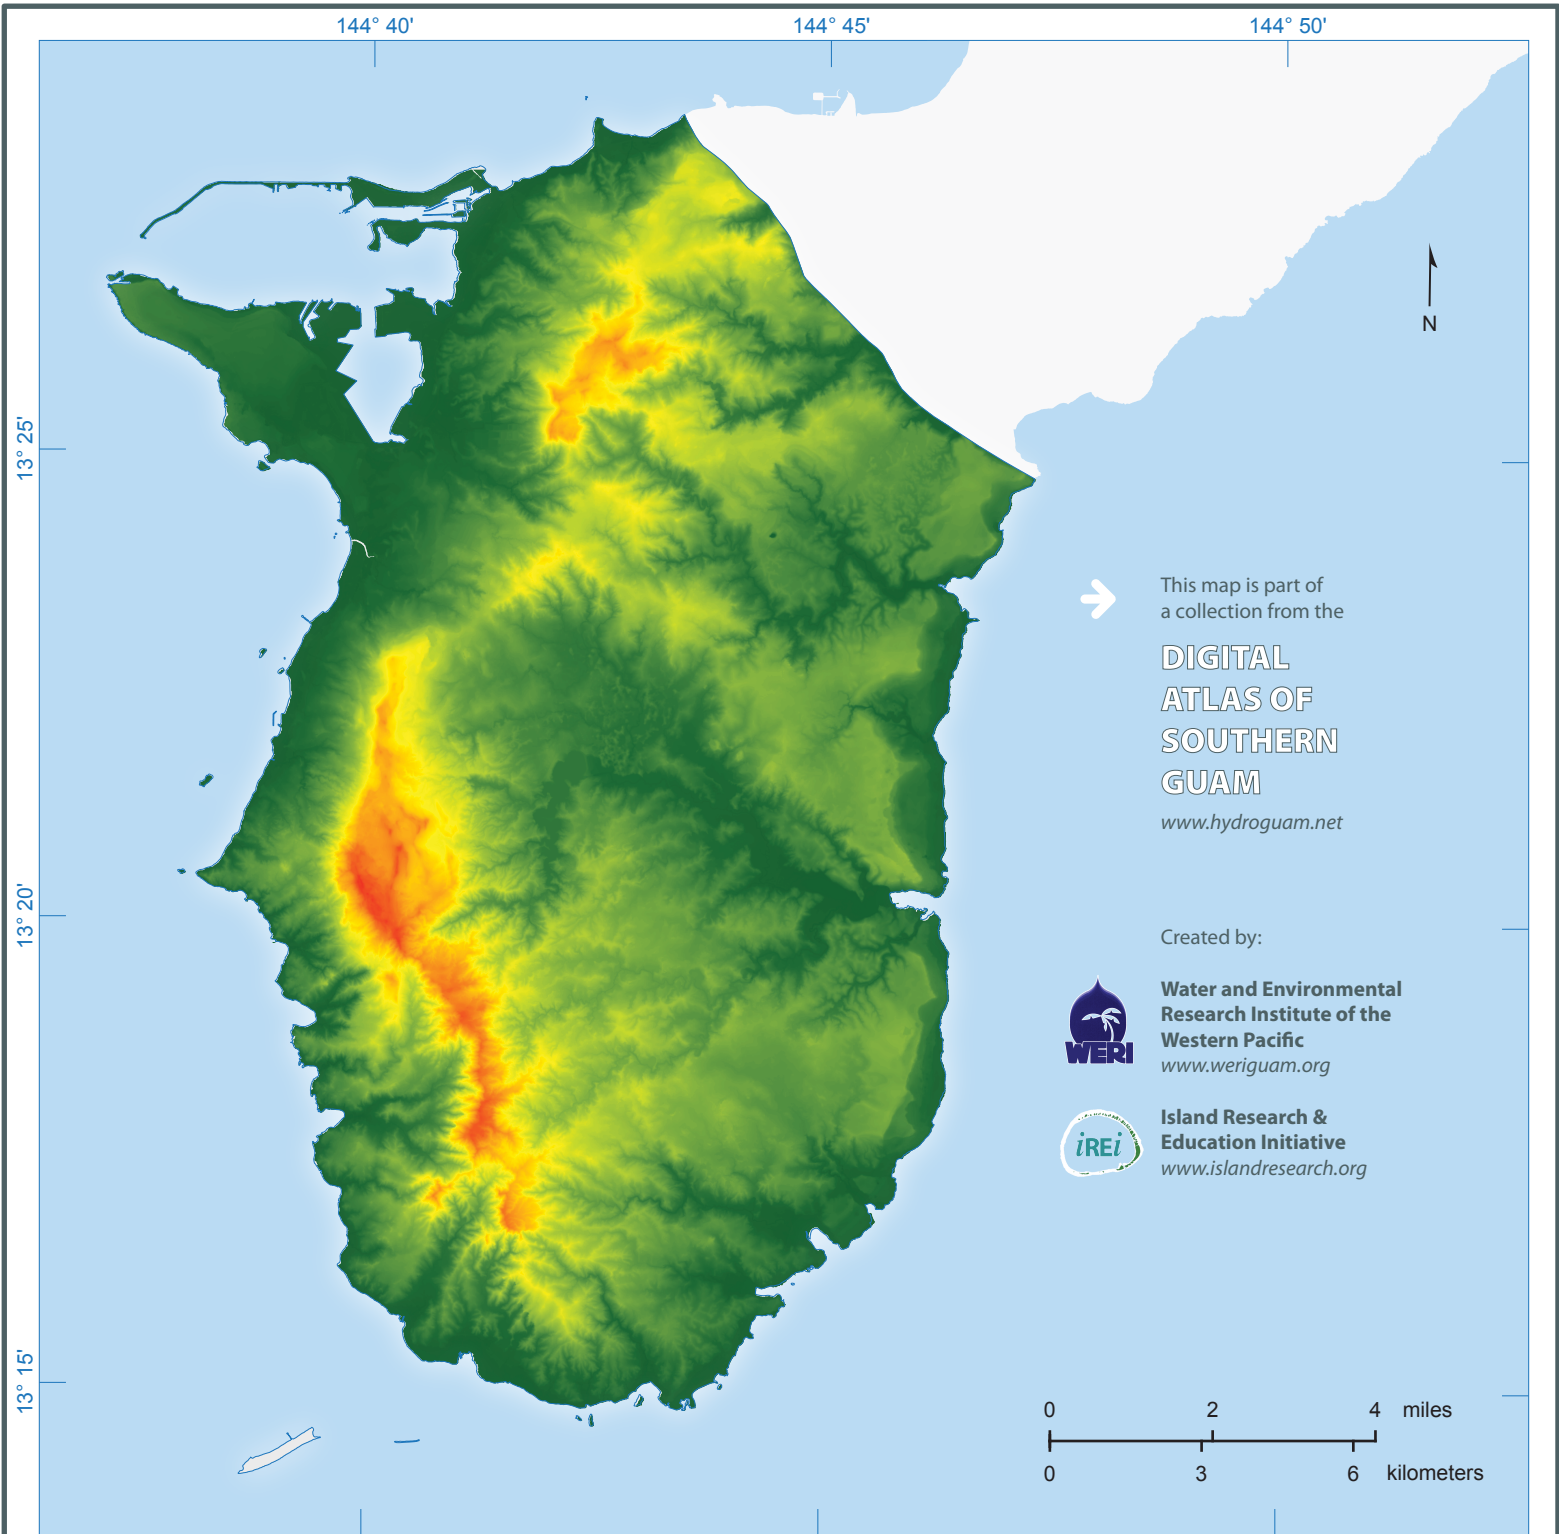 144° 40'
144° 45'
144° 50'
N
13° 25'
This map is part of
a collection from the
DIGITAL
ATLAS OF
SOUTHERN
GUAM
www.hydroguam.net
13° 20'
Created by:
Water and Environmental
Research Institute of the
Western Pacific
www.weriguam.org
WERI
Island Research &
Education Initiative
www.islandresearch.org
iREi
13° 15'
0 2 4 miles
0 3 6 kilometers